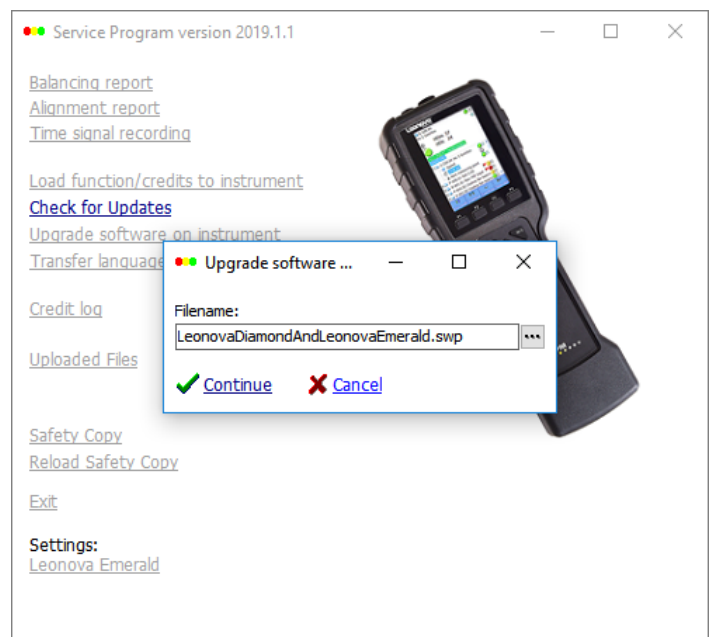 Service Program version 2019.1.1
Balancing report
Alignment report
Time signal recording
Load function/credits to instrument
Check for Updates
Upgrade software on instrument
Transfer language
Upgrade software ...
Filename:
LeonovaDiamondAndLeonovaEmerald.swp
...
Continue
Cancel
Credit log
Uploaded Files
Safety Copy
Reload Safety Copy
Exit
Settings:
Leonova Emerald
Leonova